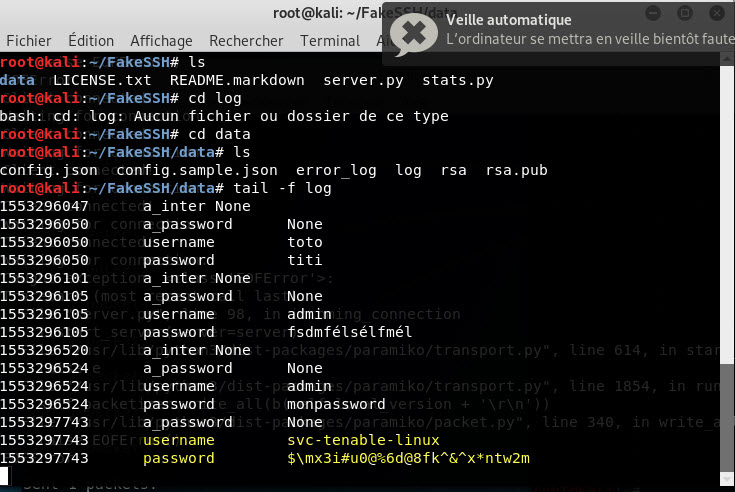 root@kali: ~/FakeSSH/data
Veille automatique
L'ordinateur se mettra en veille bientôt faute
Fichier Édition Affichage Rechercher Terminal
root@kali:~/FakeSSH# ls
data LICENSE.txt README.markdown server.py stats.py
root@kali:~/FakeSSH# cd log
bash: cd: log: Aucun fichier ou dossier de ce type
root@kali:~/FakeSSH# cd data
root@kali:~/FakeSSH/data# ls
config.json config.sample.json error_log log rsa rsa.pub
root@kali:~/FakeSSH/data# tail -f log
1553296047 a_inter None
1553296050 a_password None
1553296050 username toto
1553296050 password titi
1553296101 a_inter None
1553296105 a_password None
1553296105 username admin
1553296105 password fsdmfélsélfmél
1553296520 a_inter None
1553296524 a_password None
1553296524 username admin
1553296524 password monpassword
1553297743 a_password None
1553297743 username svc-tenable-linux
1553297743 password $\mx3i#u0@%6d@8fk^&^x*ntw2m